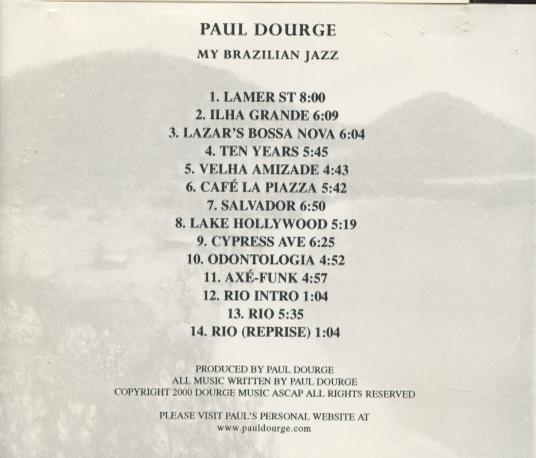 PAUL DOURGE
MY BRAZILIAN JAZZ
1. LAMER ST 8:00
2. ILHA GRANDE 6:09
3. LAZAR'S BOSSA NOVA 6:04
4. TEN YEARS 5:45
5. VELHA AMIZADE 4:43
6. CAFÉ LA PIAZZA 5:42
7. SALVADOR 6:50
8. LAKE HOLLYWOOD 5:19
9. CYPRESS AVE 6:25
10. ODONTOLOGIA 4:52
11. AXÉ-FUNK 4:57
12. RIO INTRO 1:04
13. RIO 5:35
14. RIO (REPRISE) 1:04
PRODUCED BY PAUL DOURGE
ALL MUSIC WRITTEN BY PAUL DOURGE
COPYRIGHT 2000 DOURGE MUSIC ASCAP ALL RIGHTS RESERVED
PLEASE VISIT PAUL'S PERSONAL WEBSITE AT
www.pauldourge.com